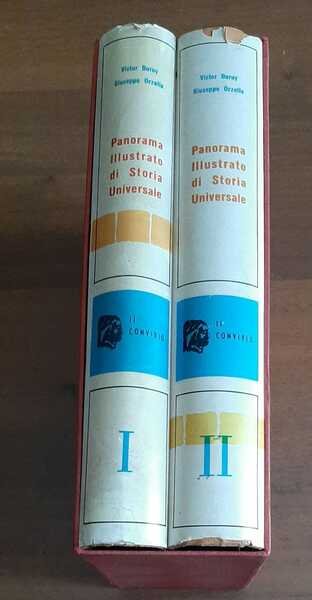 Victor Duruy
Giuseppe Orzella
Panorama
Illustrato
di Storia
Universale
IL
CONVIVIO
I
Victor Duruy
Giuseppe Orzella
Panorama
Illustrato
di Storia
Universale
IL
CONVIVIO
II